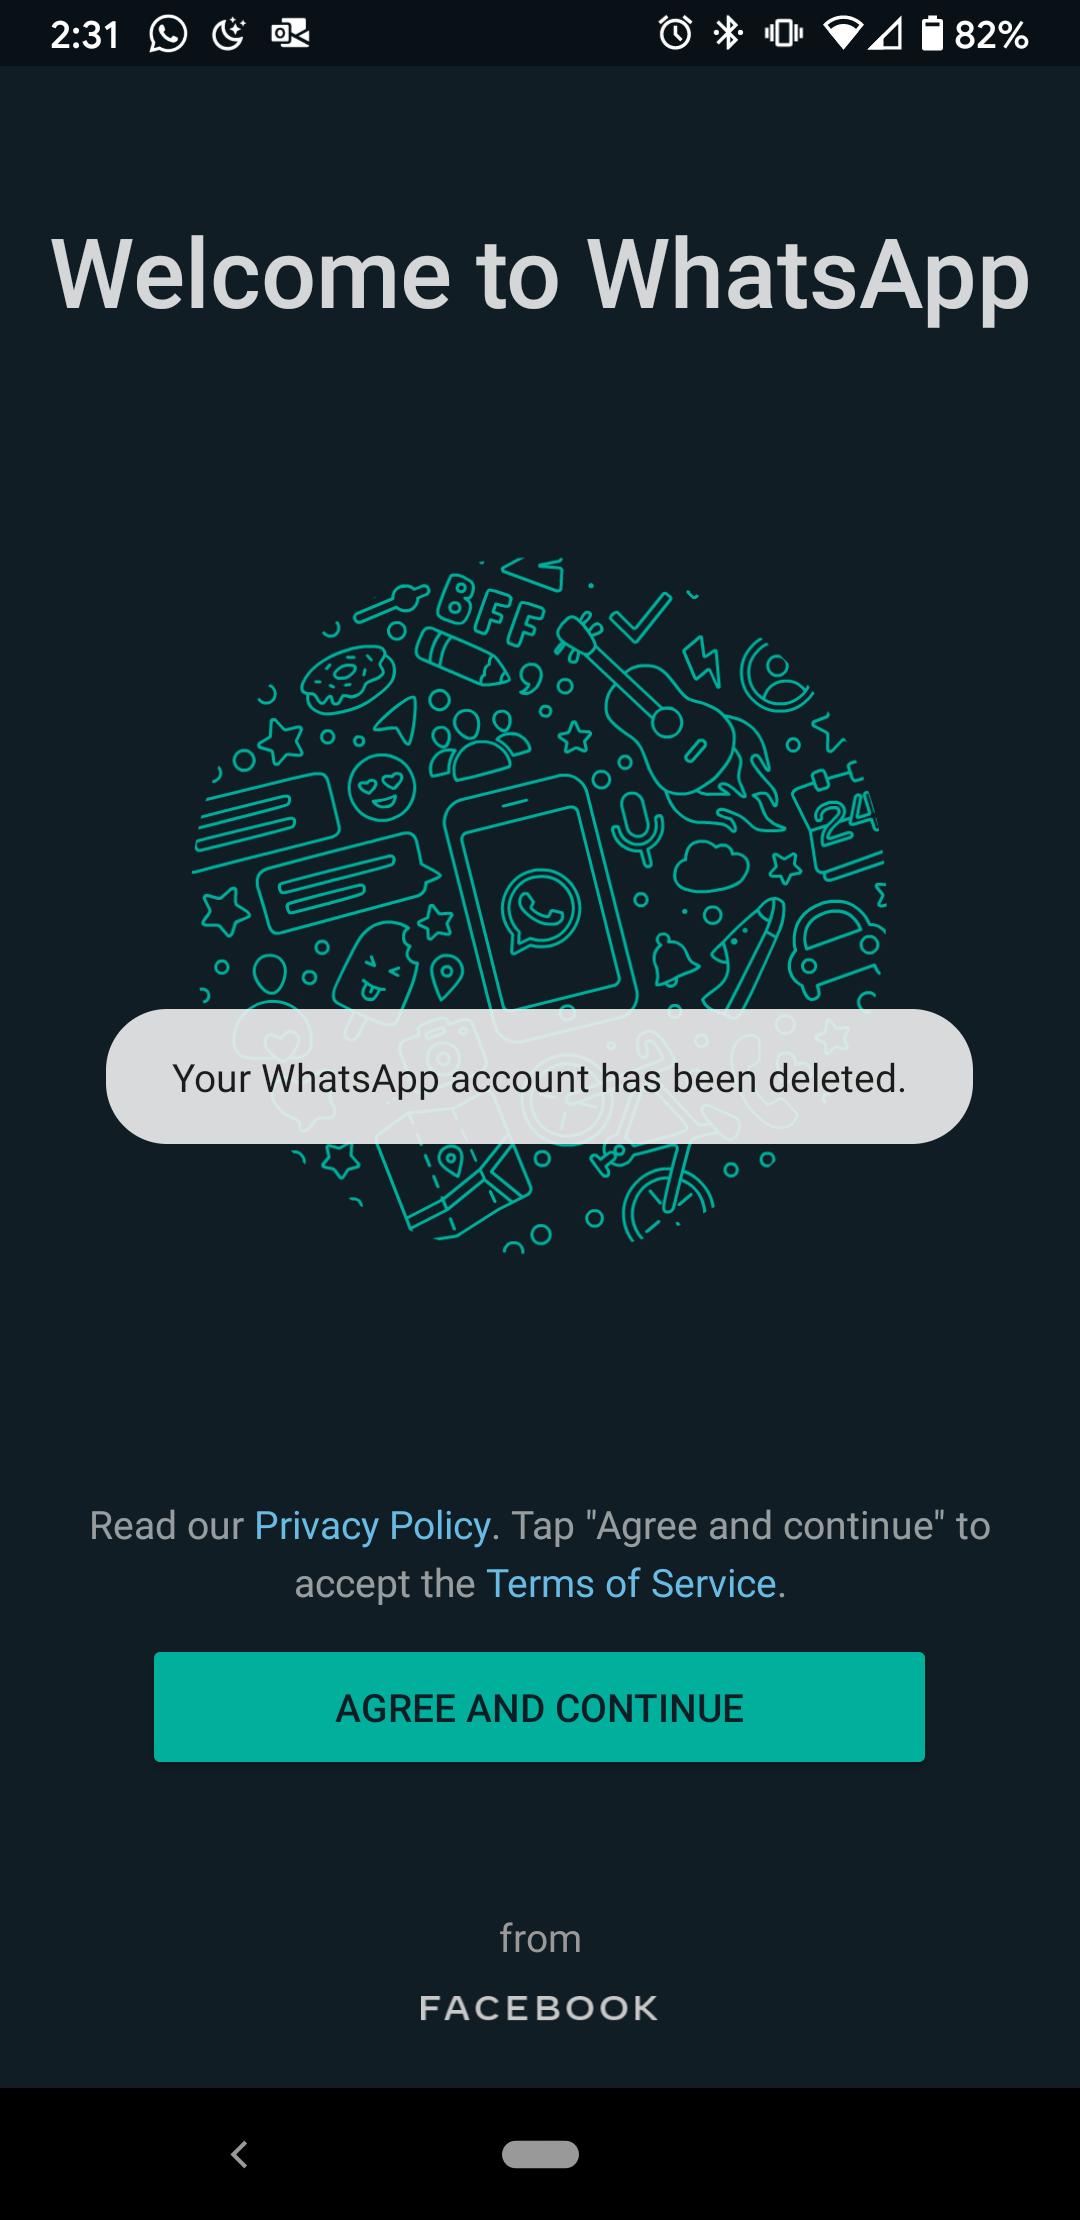 2:31 82%
Welcome to WhatsApp
BFF
24
Your WhatsApp account has been deleted.
Read our Privacy Policy. Tap "Agree and continue" to
accept the Terms of Service.
AGREE AND CONTINUE
from
FACEBOOK